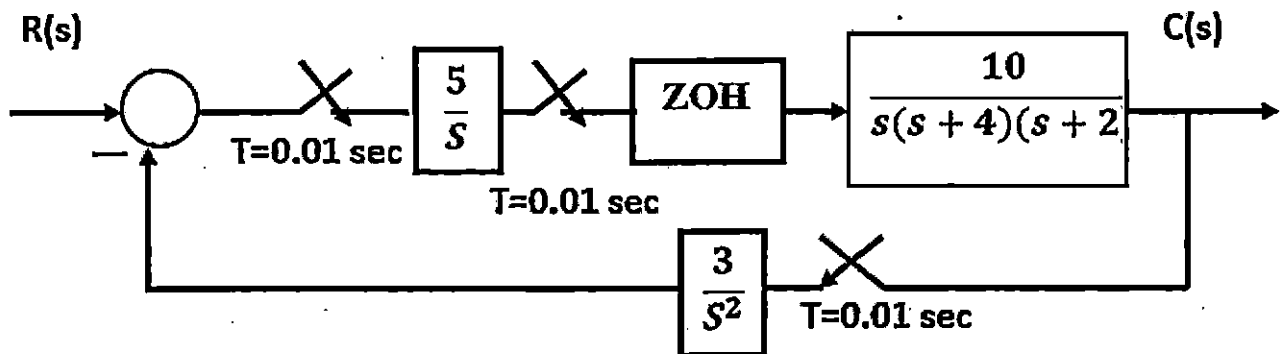 R(s)
C(s)
5
S
ZOH
10
s(s + 4)(s + 2
—
T=0.01 sec
T=0.01 sec
3
S²
T=0.01 sec